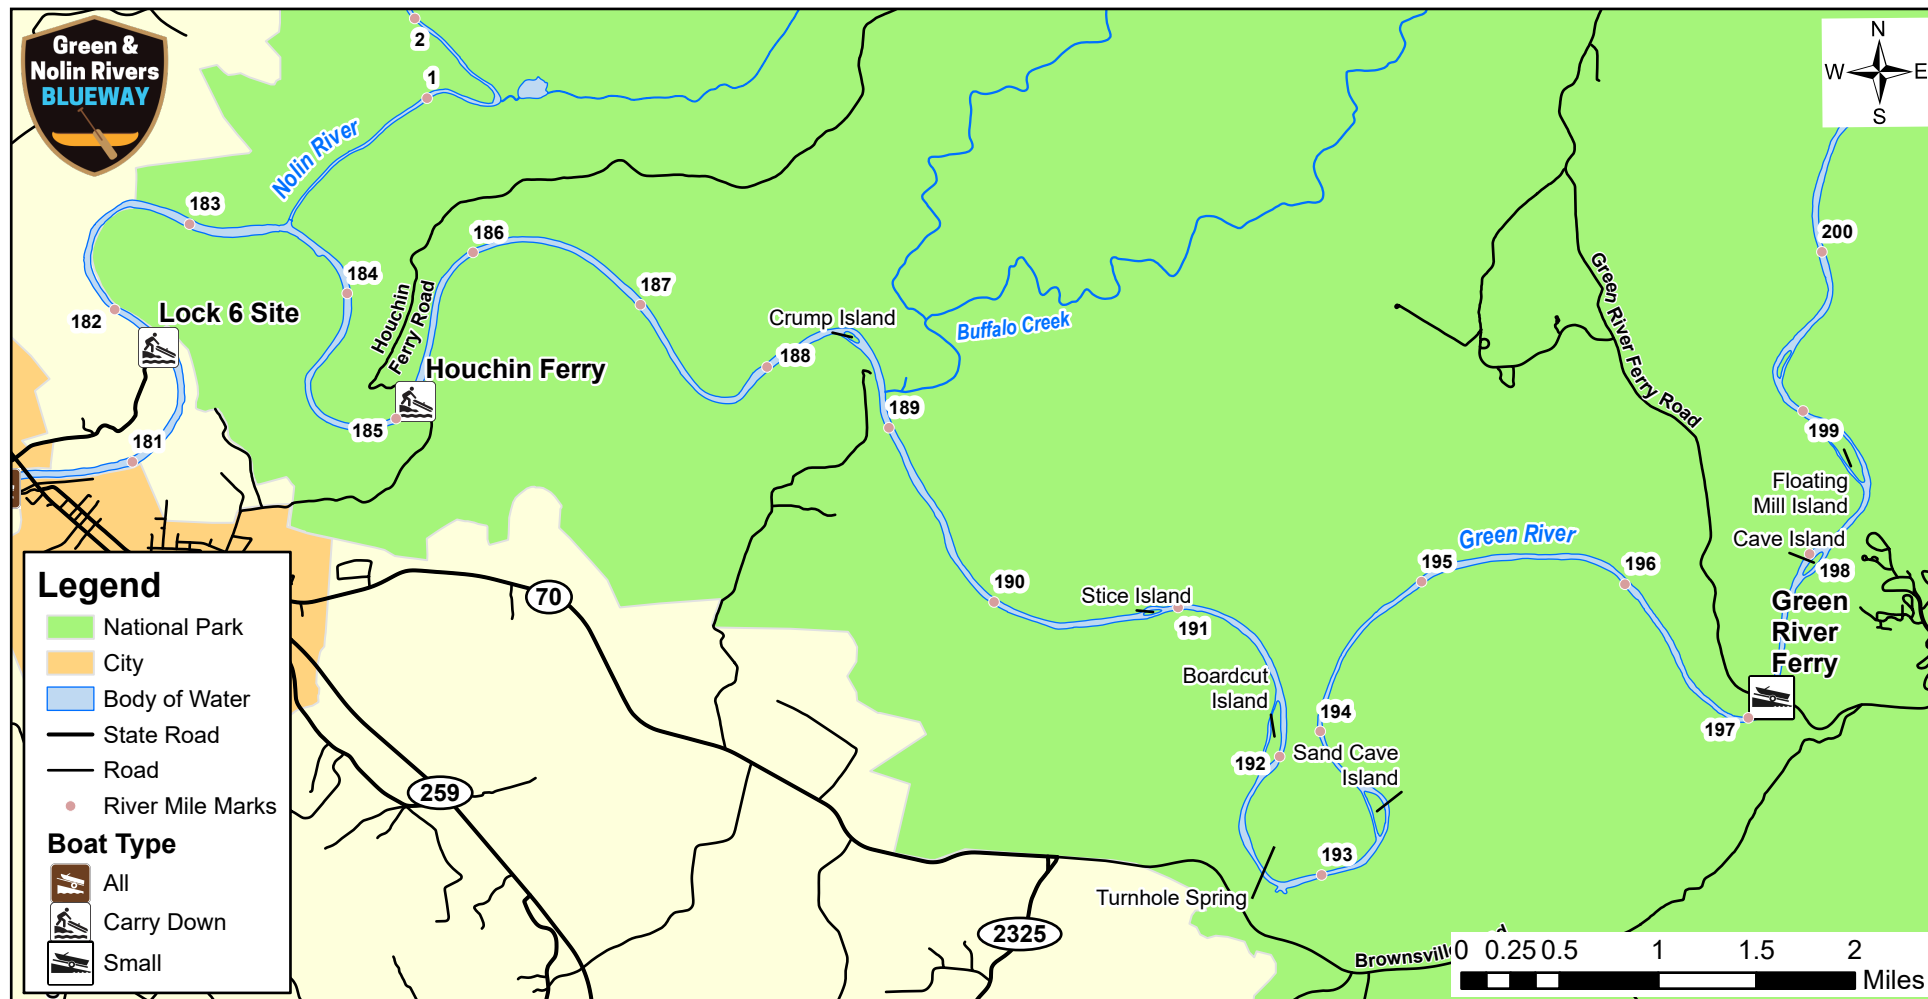 Green &
Nolin Rivers
BLUEWAY
2
1
Nolin River
N
W
E
S
183
186
184
187
182
Lock 6 Site
Houchin
Ferry Road
Crump Island
188
Buffalo Creek
Houchin Ferry
189
185
181
200
Green River Ferry Road
199
Floating
Mill Island
Cave Island
198
Green River
195
196
Green
River
Ferry
190
Stice Island
191
Boardcut
Island
194
192
Sand Cave
Island
197
193
Turnhole Spring
70
259
2325
Brownsville
Legend
National Park
City
Body of Water
State Road
Road
River Mile Marks
Boat Type
All
Carry Down
Small
0 0.25 0.5 1 1.5 2
Miles